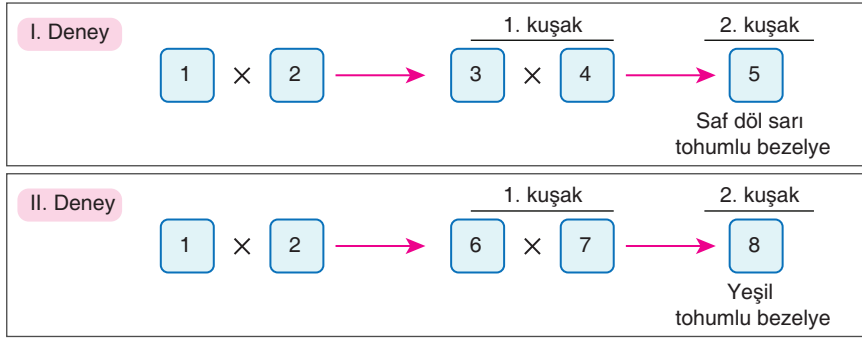 I. Deney
1. kuşak
2. kuşak
1 × 2 3 × 4 5
Saf döl sarı
tohumlu bezelye
II. Deney
1. kuşak
2. kuşak
1 × 2 6 × 7 8
Yeşil
tohumlu bezelye